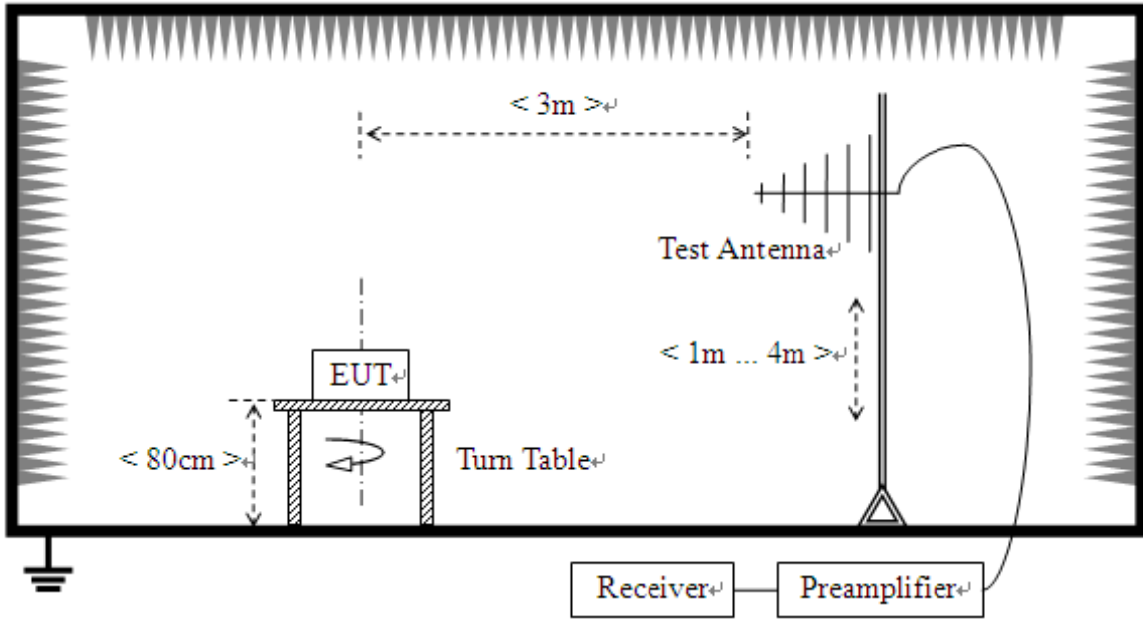 < 3m >↵
Test Antenna↵
< 1m ... 4m >↵
EUT↵
< 80cm >↵
Turn Table↵
Receiver↵
Preamplifier↵